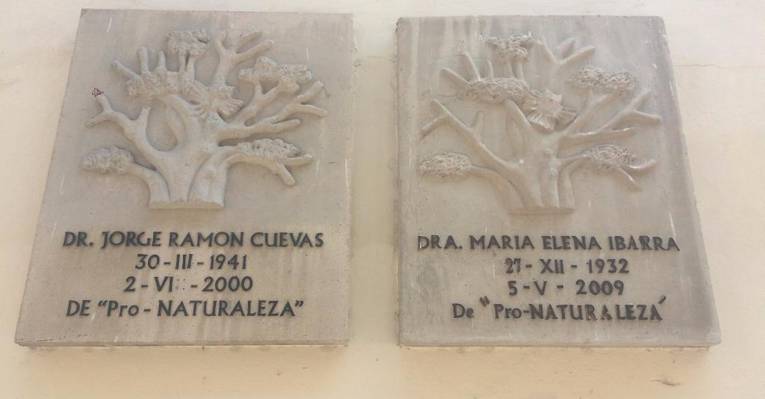 DR. JORGE RAMON CUEVAS
30-III-1941
2-VI -2000
DE "Pro-NATURALEZA"
DRA. MARIA ELENA IBARRA
27-XII-1932
5-V-2009
De "Pro-NATURALEZA"